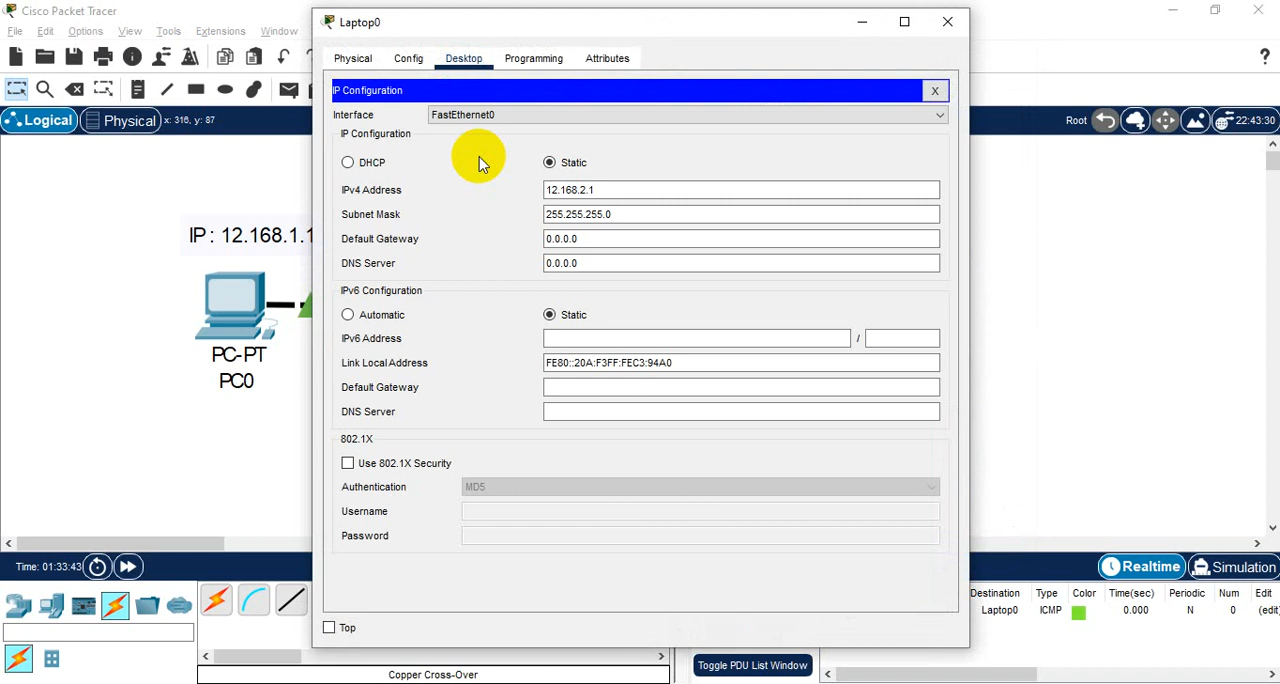 Cisco Packet Tracer
File Edit Options View Tools Extensions Window
Logical Physical x: 316, y: 87
Root 22:43:30
IP : 12.168.1.1
PC-PT
PC0
Laptop0
Physical Config Desktop Programming Attributes
IP Configuration X
Interface FastEthernet0
IP Configuration
DHCP Static
IPv4 Address 12.168.2.1
Subnet Mask 255.255.255.0
Default Gateway 0.0.0.0
DNS Server 0.0.0.0
IPv6 Configuration
Automatic Static
IPv6 Address /
Link Local Address FE80::20A:F3FF:FEC3:94A0
Default Gateway
DNS Server
802.1X
Use 802.1X Security
Authentication MD5
Username
Password
Top
Time: 01:33:43
Realtime Simulation
Destination Type Color Time(sec) Periodic Num Edit
Laptop0 ICMP 0.000 N 0 (edit)
Copper Cross-Over
Toggle PDU List Window